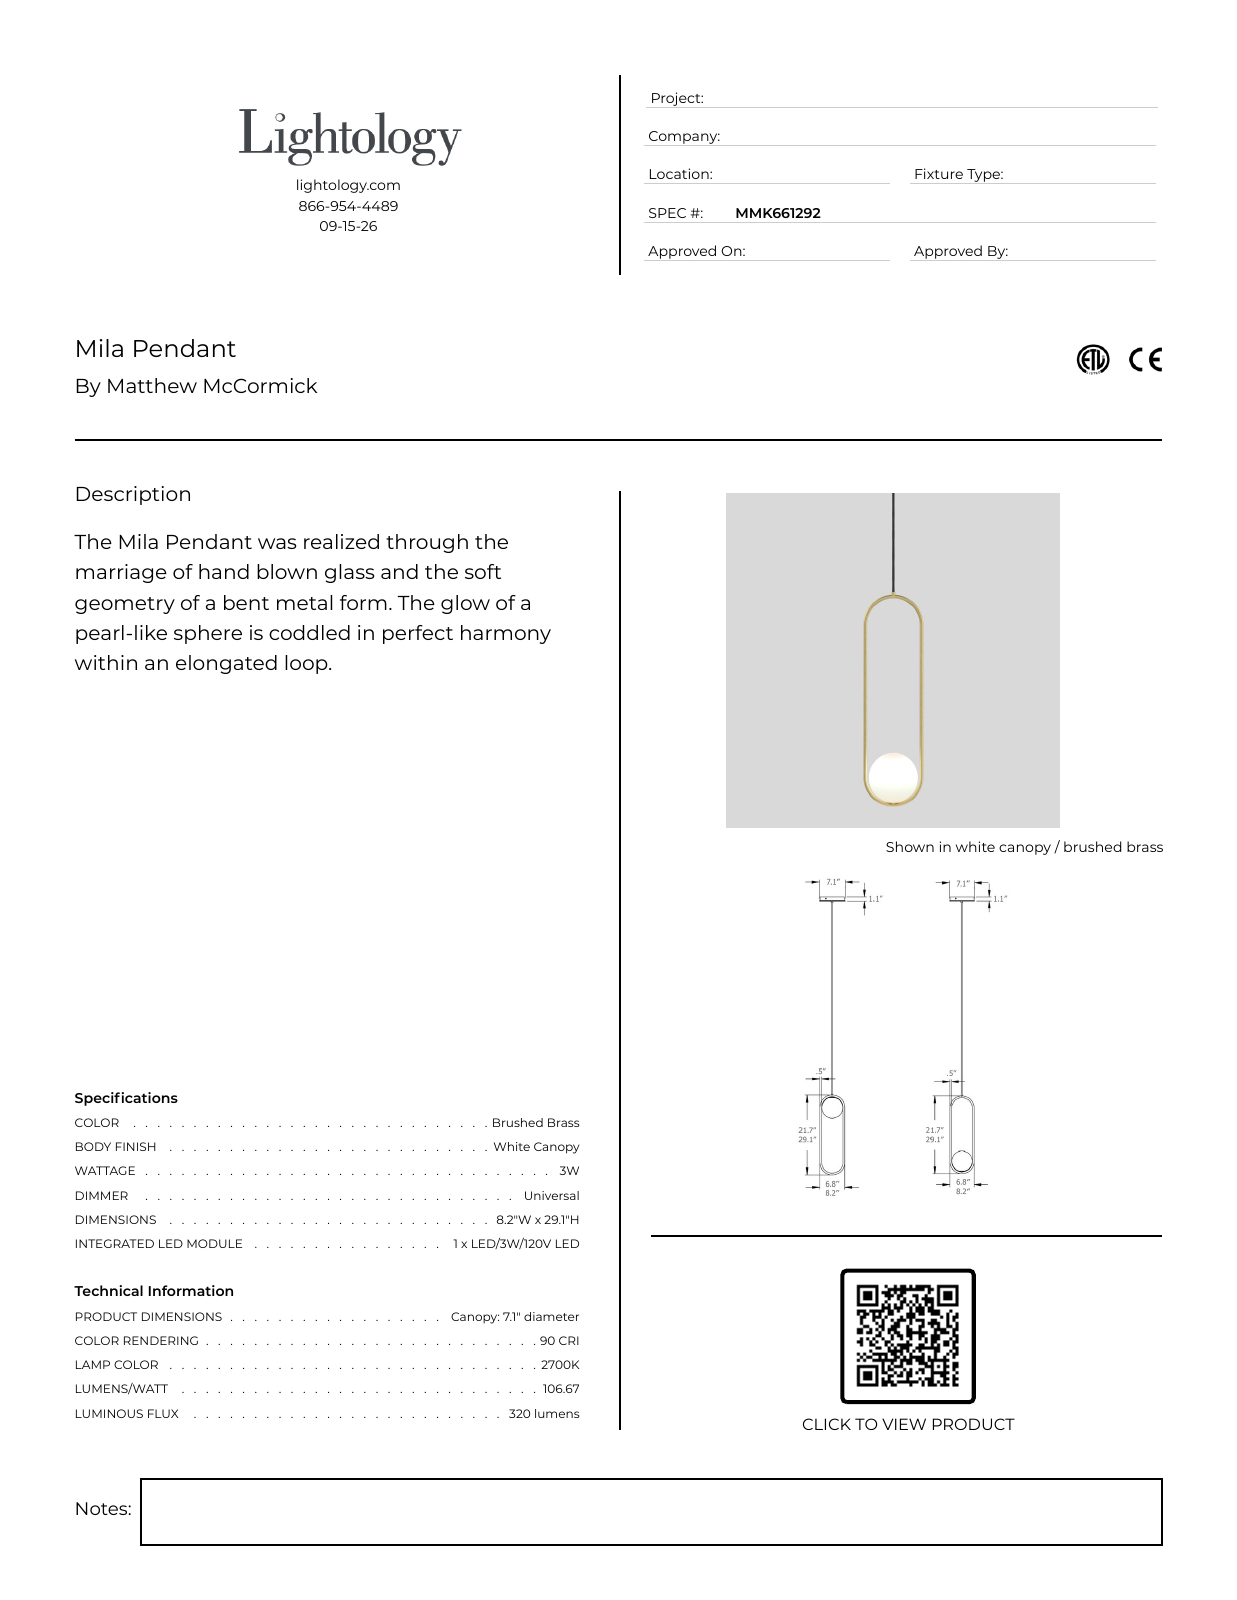 Lightology
lightology.com
866-954-4489
09-15-26
Project:
Company:
Location:
Fixture Type:
SPEC #: MMK661292
Approved On:
Approved By:
Mila Pendant
By Matthew McCormick
ETL CE
Description
The Mila Pendant was realized through the
marriage of hand blown glass and the soft
geometry of a bent metal form. The glow of a
pearl-like sphere is coddled in perfect harmony
within an elongated loop.
Specifications
COLOR . . . . . . . . . . . . . . . . . . . . . . . . . . . . . . Brushed Brass
BODY FINISH . . . . . . . . . . . . . . . . . . . . . . . . . . . White Canopy
WATTAGE . . . . . . . . . . . . . . . . . . . . . . . . . . . . . . . . . . 3W
DIMMER . . . . . . . . . . . . . . . . . . . . . . . . . . . . . . . Universal
DIMENSIONS . . . . . . . . . . . . . . . . . . . . . . . . . . . 8.2"W x 29.1"H
INTEGRATED LED MODULE . . . . . . . . . . . . . . . . 1 x LED/3W/120V LED
Technical Information
PRODUCT DIMENSIONS . . . . . . . . . . . . . . . . . . Canopy: 7.1" diameter
COLOR RENDERING . . . . . . . . . . . . . . . . . . . . . . . . . . . . 90 CRI
LAMP COLOR . . . . . . . . . . . . . . . . . . . . . . . . . . . . . . . 2700K
LUMENS/WATT . . . . . . . . . . . . . . . . . . . . . . . . . . . . . . 106.67
LUMINOUS FLUX . . . . . . . . . . . . . . . . . . . . . . . . . . 320 lumens
Shown in white canopy / brushed brass
7.1"
1.1"
7.1"
1.1"
.5"
.5"
21.7"
29.1"
21.7"
29.1"
6.8"
8.2"
6.8"
8.2"
CLICK TO VIEW PRODUCT
Notes: